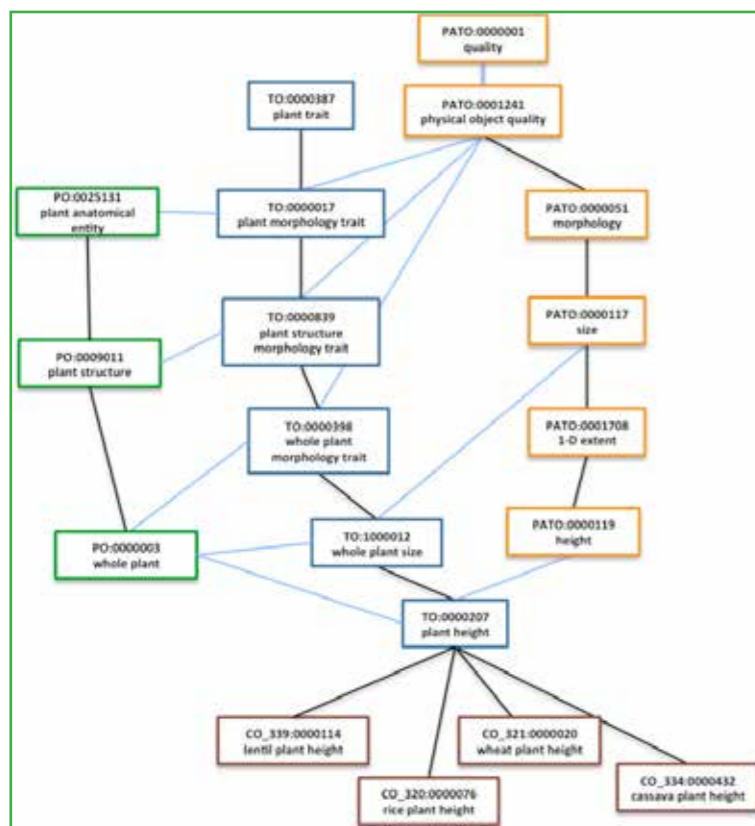 PATO:0000001
quality
TO:0000387
plant trait
PATO:0001241
physical object quality
PO:0025131
plant anatomical
entity
TO:0000017
plant morphology trait
PATO:0000051
morphology
TO:0000839
plant structure
morphology trait
PATO:0000117
size
PO:0009011
plant structure
TO:0000398
whole plant
morphology trait
PATO:0001708
1-D extent
PO:0000003
whole plant
TO:1000012
whole plant size
PATO:0000119
height
TO:0000207
plant height
CO_339:0000114
lentil plant height
CO_321:0000020
wheat plant height
CO_320:0000076
rice plant height
CO_334:0000432
cassava plant height